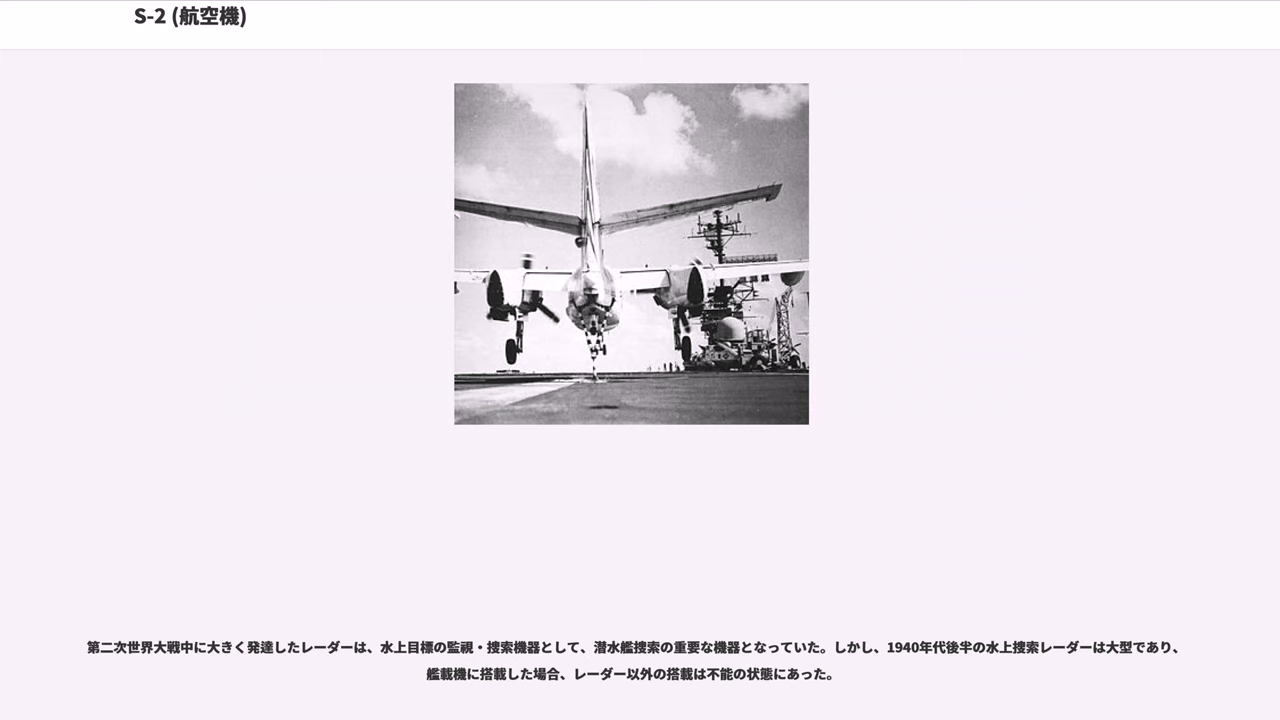 S-2 (航空機)
第二次世界大戦中に大きく発達したレーダーは、水上目標の監視・捜索機器として、潜水艦捜索の重要な機器となっていた。しかし、1940年代後半の水上捜索レーダーは大型であり、
艦載機に搭載した場合、レーダー以外の搭載は不能の状態にあった。